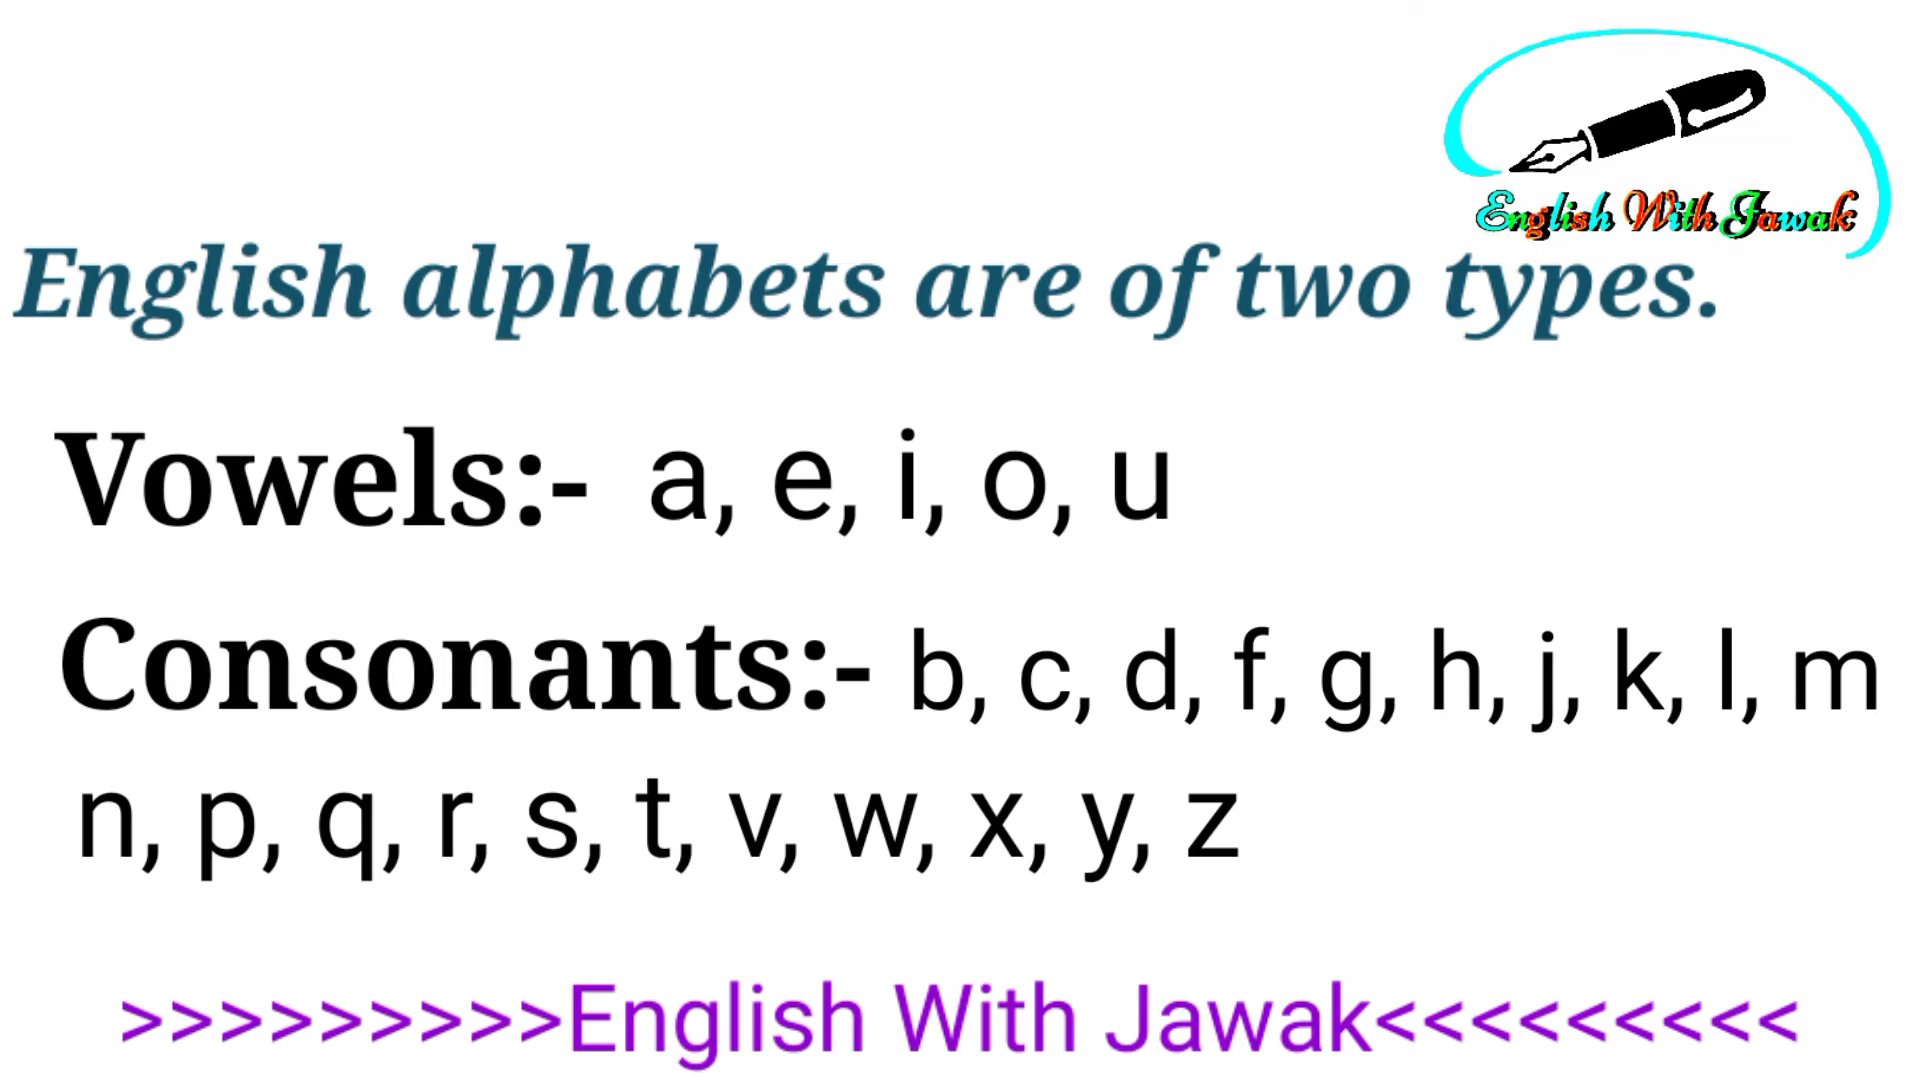 English With Jawak
English alphabets are of two types.
Vowels:- a, e, i, o, u
Consonants:- b, c, d, f, g, h, j, k, l, m
n, p, q, r, s, t, v, w, x, y, z
>>>>>>>>>English With Jawak<<<<<<<<<